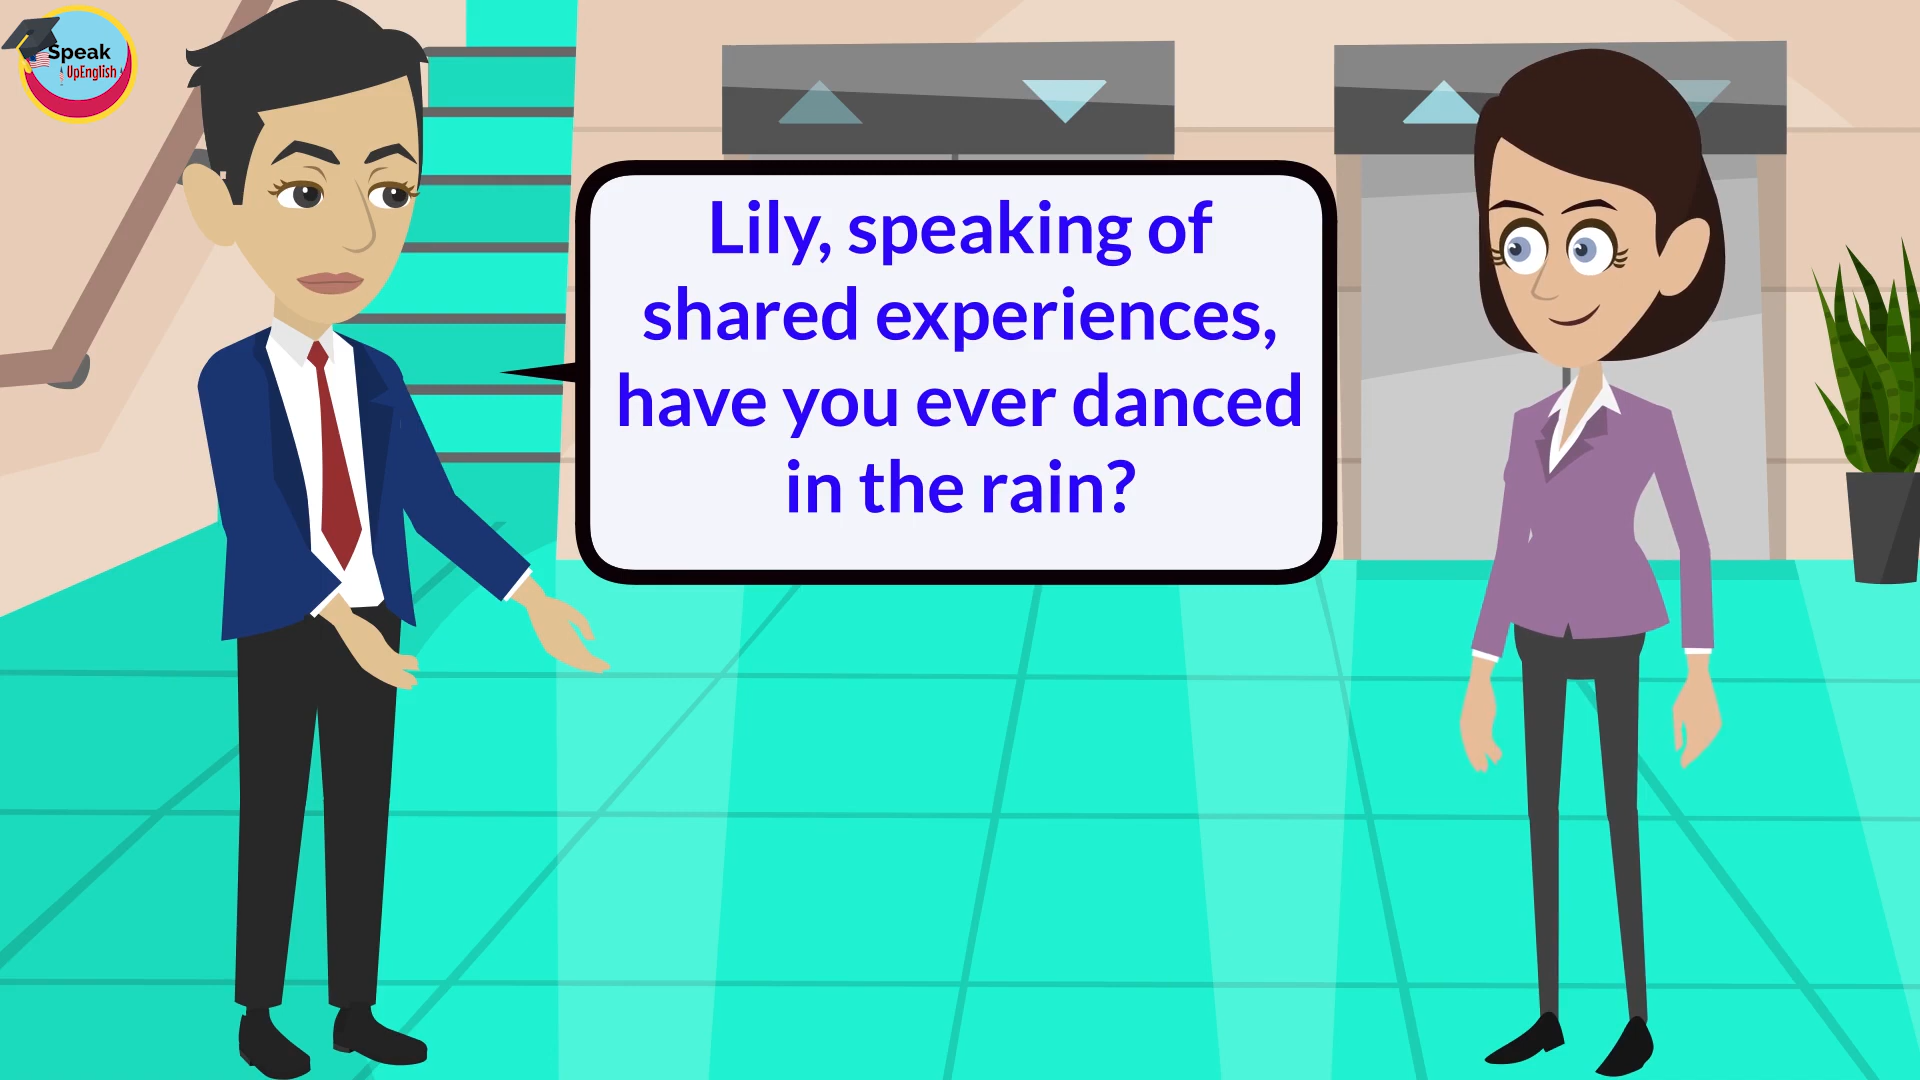 Speak
UpEnglish
Lily, speaking of
shared experiences,
have you ever danced
in the rain?